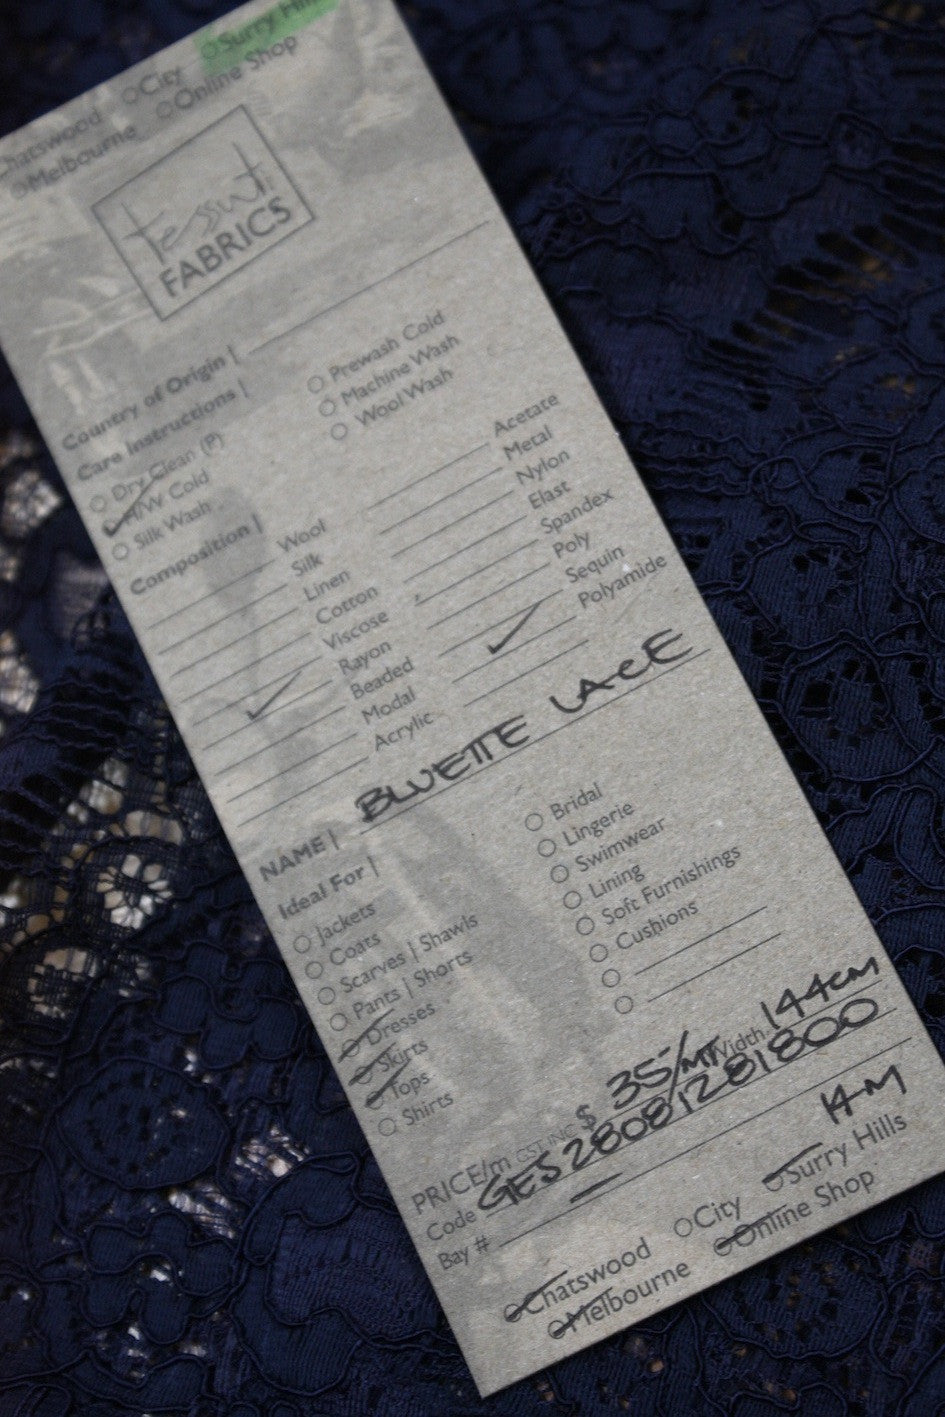 Chatswood ○City ○Surry Hills
○Melbourne ○Online Shop
tessuti
FABRICS
Country of Origin |
Care Instructions |
○ Dry Clean (P) ○ Prewash Cold
✓ H/W Cold ○ Machine Wash
○ Silk Wash ○ Wool Wash
Composition |
Wool Acetate
Silk Metal
Linen Nylon
Cotton Elast
Viscose Spandex
✓ Rayon Poly
Beaded Sequin
Modal ✓ Polyamide
Acrylic
NAME | BLUETTE LACE
Ideal For |
○ Jackets ○ Bridal
○ Coats ○ Lingerie
○ Scarves | Shawls ○ Swimwear
○ Pants | Shorts ○ Lining
○ Dresses ○ Soft Furnishings
○ Skirts ○ Cushions
○ Tops ○
○ Shirts ○
PRICE/m GST INC $ 35-/MT Width 144cm
Code GES28081281800
Bay # — 14M
○Chatswood ○City ○Surry Hills
○Melbourne ○Online Shop